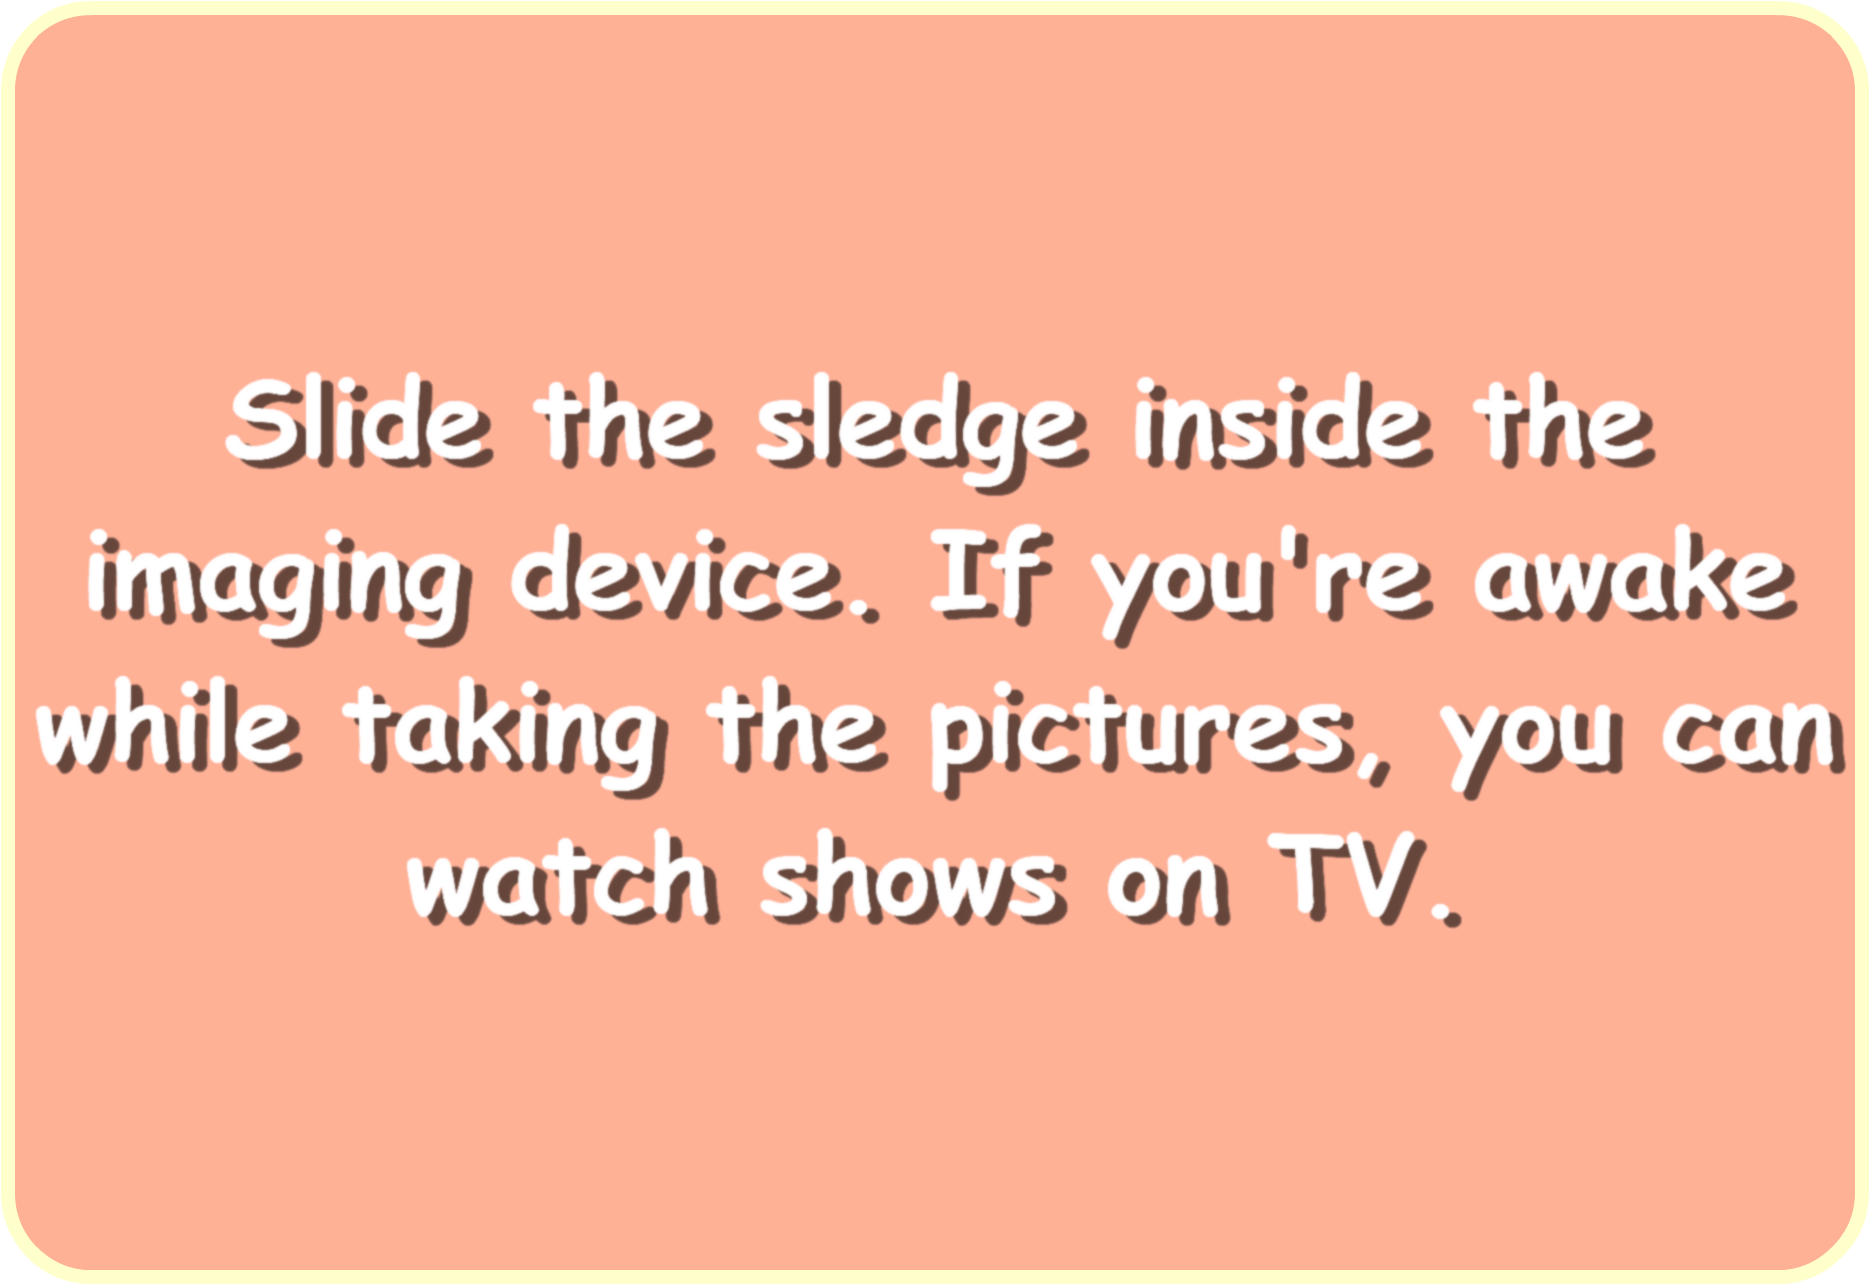 Slide the sledge inside the
imaging device. If you're awake
while taking the pictures, you can
watch shows on TV.